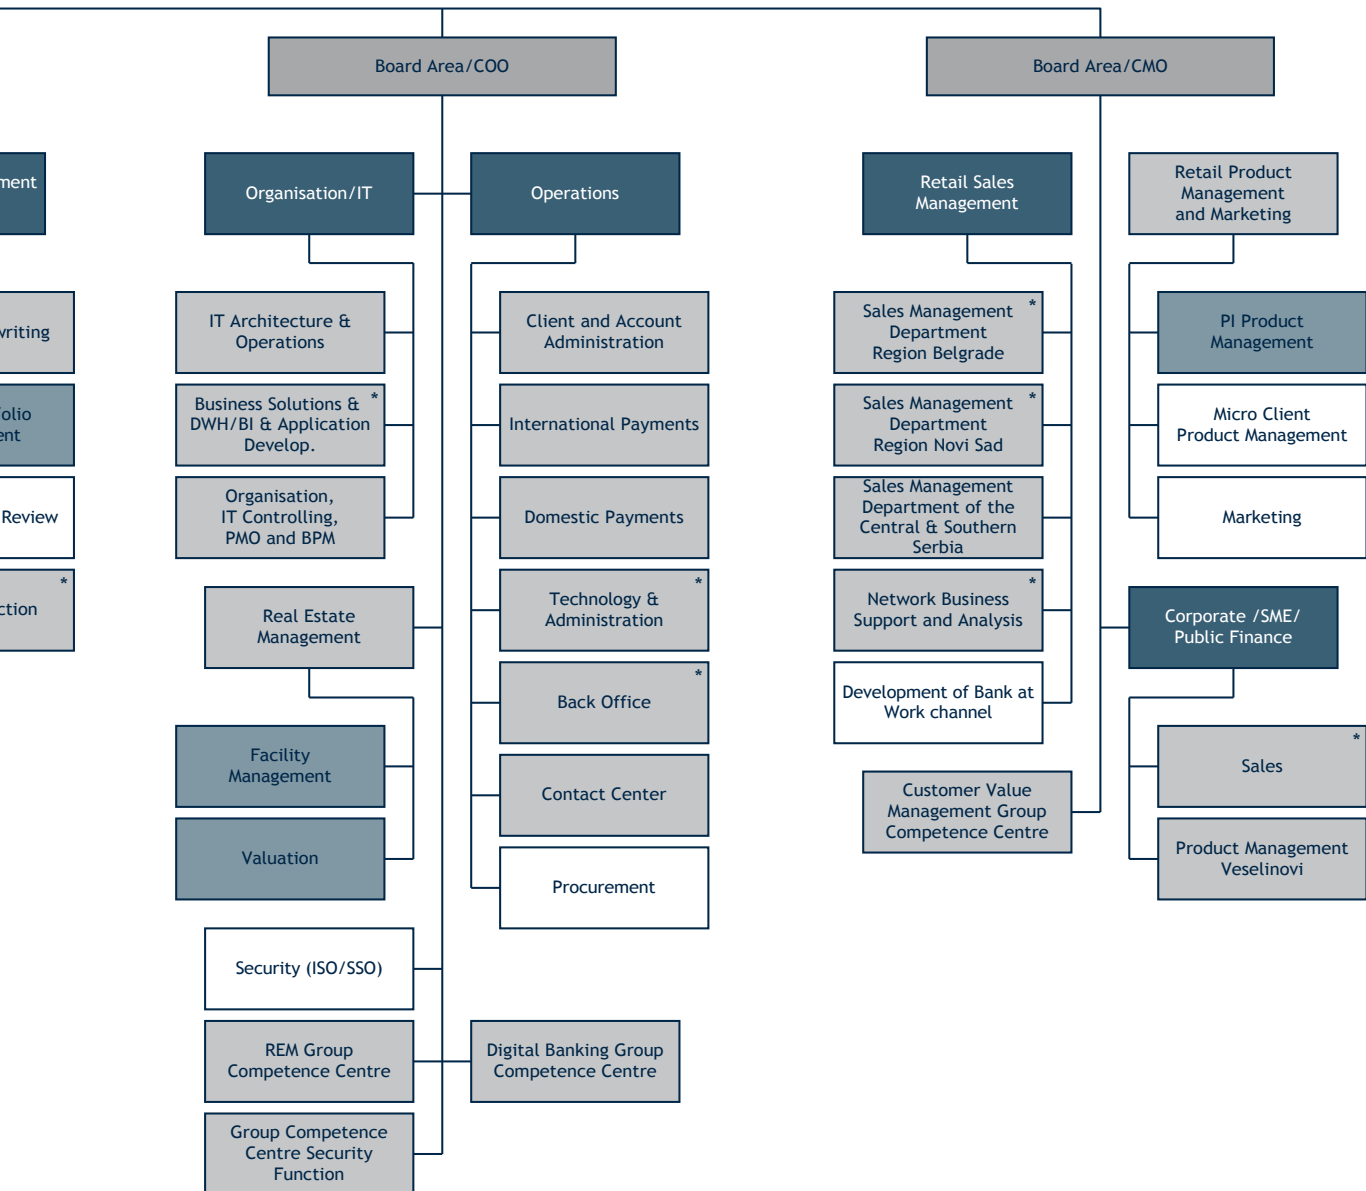 Board Area/COO
Board Area/CMO
Organisation/IT
Operations
Retail Sales
Management
Retail Product
Management
and Marketing
IT Architecture &
Operations
Client and Account
Administration
Sales Management *
Department
Region Belgrade
PI Product
Management
Business Solutions & *
DWH/BI & Application
Develop.
International Payments
Sales Management *
Department
Region Novi Sad
Micro Client
Product Management
Review
Organisation,
IT Controlling,
PMO and BPM
Domestic Payments
Sales Management
Department of the
Central & Southern
Serbia
Marketing
*
Real Estate
Management
Technology & *
Administration
Network Business *
Support and Analysis
Corporate /SME/
Public Finance
Back Office *
Development of Bank at
Work channel
Facility
Management
Contact Center
Customer Value
Management Group
Competence Centre
Sales *
Valuation
Procurement
Product Management
Veselinovi
Security (ISO/SSO)
REM Group
Competence Centre
Digital Banking Group
Competence Centre
Group Competence
Centre Security
Function